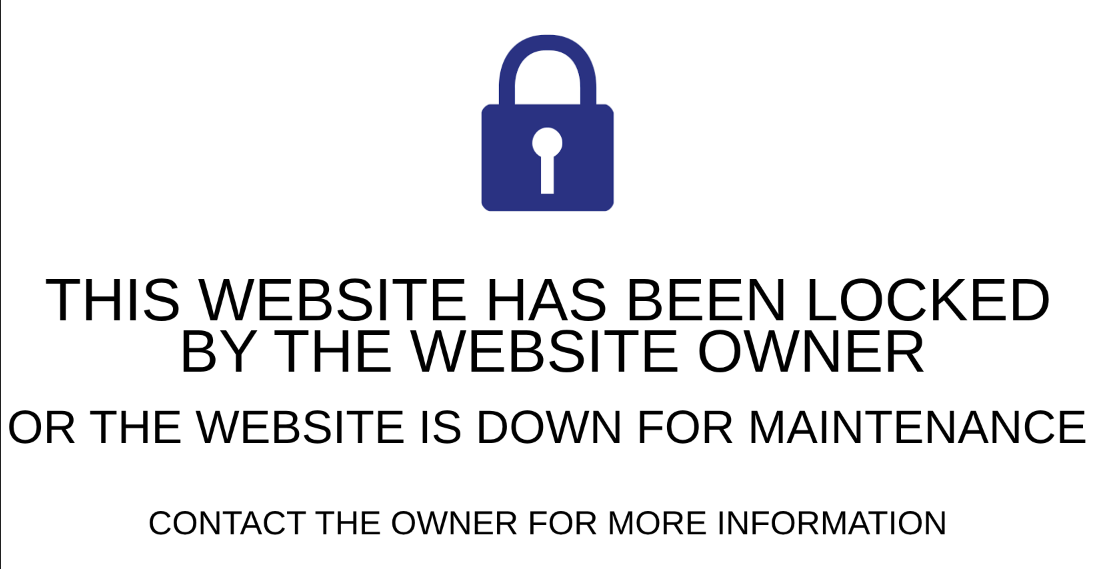 THIS WEBSITE HAS BEEN LOCKED
BY THE WEBSITE OWNER
OR THE WEBSITE IS DOWN FOR MAINTENANCE
CONTACT THE OWNER FOR MORE INFORMATION